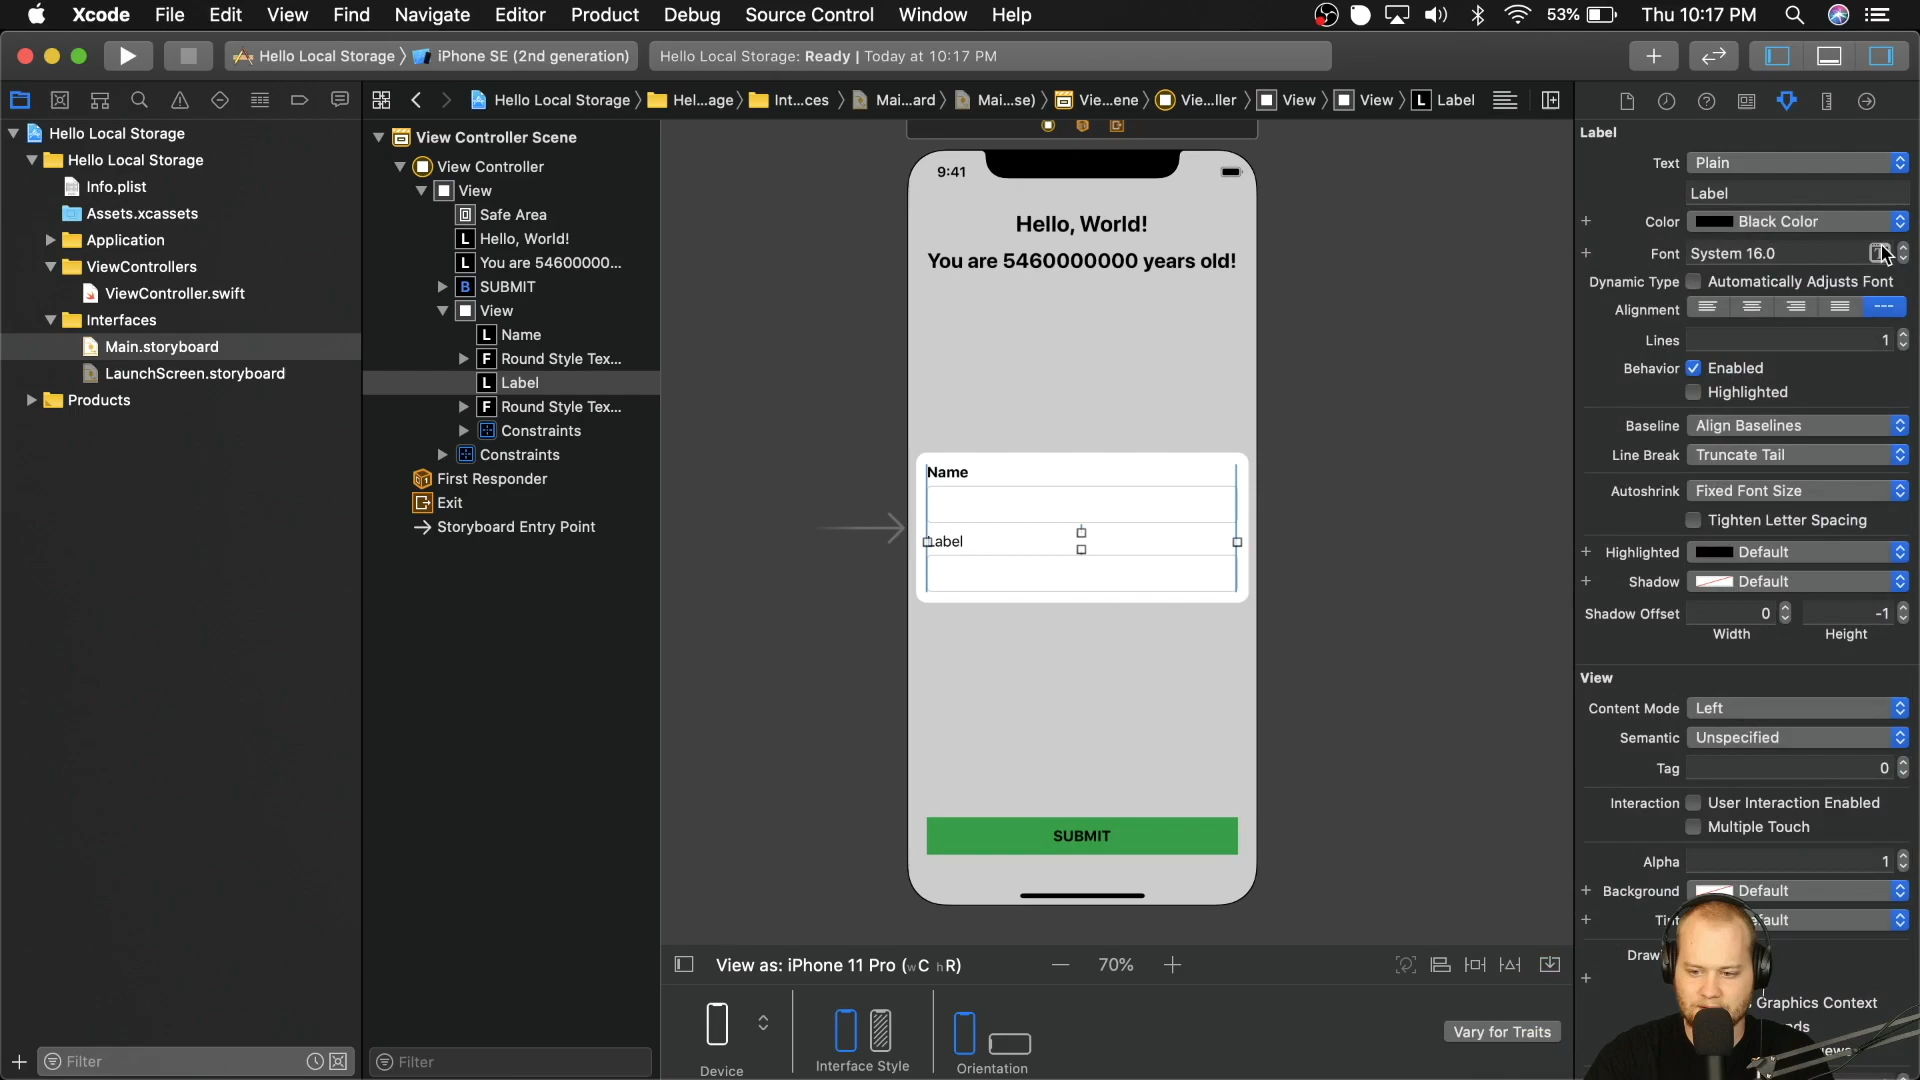 Xcode File Edit View Find Navigate Editor Product Debug Source Control Window Help 53% Thu 10:17 PM
Hello Local Storage iPhone SE (2nd generation) Hello Local Storage: Ready | Today at 10:17 PM
Hello Local Storage Hel...age Int...ces Mai...ard Mai...se) Vie...ene Vie...ller View View L Label
Hello Local Storage
Hello Local Storage
Info.plist
Assets.xcassets
Application
ViewControllers
ViewController.swift
Interfaces
Main.storyboard
LaunchScreen.storyboard
Products
Filter
View Controller Scene
View Controller
View
Safe Area
L Hello, World!
L You are 54600000...
B SUBMIT
View
L Name
F Round Style Tex...
L Label
F Round Style Tex...
Constraints
Constraints
First Responder
Exit
Storyboard Entry Point
Filter
9:41
Hello, World!
You are 5460000000 years old!
Name
Label
SUBMIT
View as: iPhone 11 Pro (wC hR) 70%
Device
Interface Style
Orientation
Vary for Traits
Label
Text Plain
Label
Color Black Color
Font System 16.0
Dynamic Type Automatically Adjusts Font
Alignment
Lines 1
Behavior Enabled
Highlighted
Baseline Align Baselines
Line Break Truncate Tail
Autoshrink Fixed Font Size
Tighten Letter Spacing
Highlighted Default
Shadow Default
Shadow Offset 0 -1
Width Height
View
Content Mode Left
Semantic Unspecified
Tag 0
Interaction User Interaction Enabled
Multiple Touch
Alpha 1
Background Default
Graphics Context